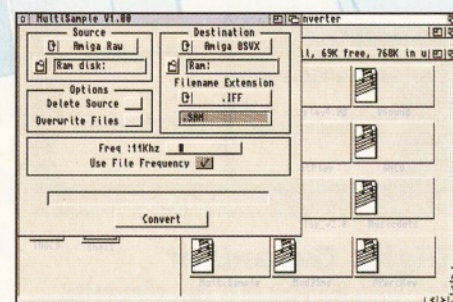 MultiSample V1.00
nverter
Source
Destination
Amiga Raw
Amiga 8SVX
l, 69K free, 768K in u
Ram disk:
Ram:
Filename Extension
Options
.IFF
Delete Source
Overwrite Files
.SAM
Freq :11Khz
Use File Frequency
Convert
MultiSample